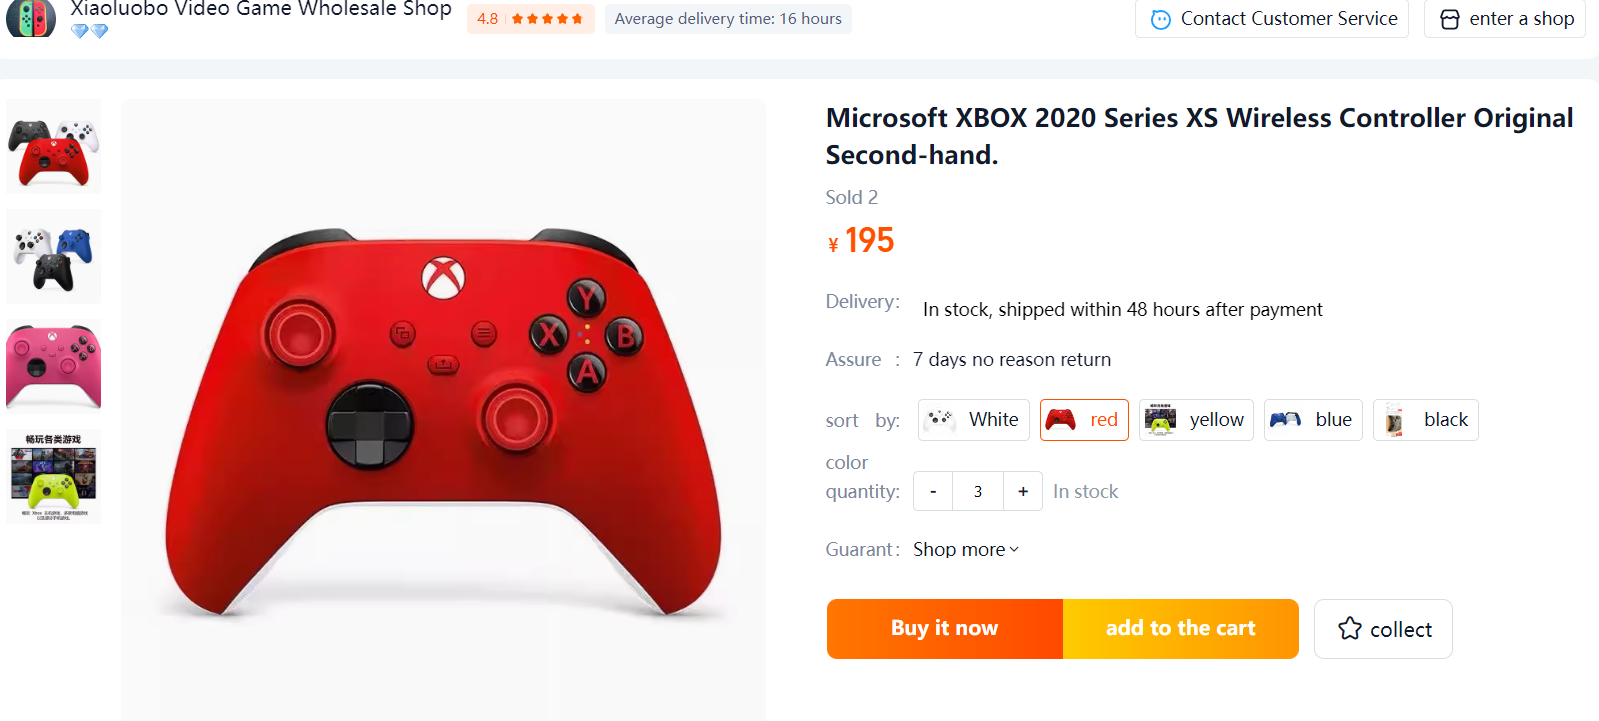 Xiaoluobo Video Game Wholesale Shop
4.8
Average delivery time: 16 hours
Contact Customer Service
enter a shop
Microsoft XBOX 2020 Series XS Wireless Controller Original
Second-hand.
Sold 2
¥ 195
Delivery: In stock, shipped within 48 hours after payment
Assure : 7 days no reason return
sort by: White red yellow blue black
color
quantity: - 3 + In stock
Guarant: Shop more
Buy it now
add to the cart
collect
Y
X B
A
畅玩各类游戏